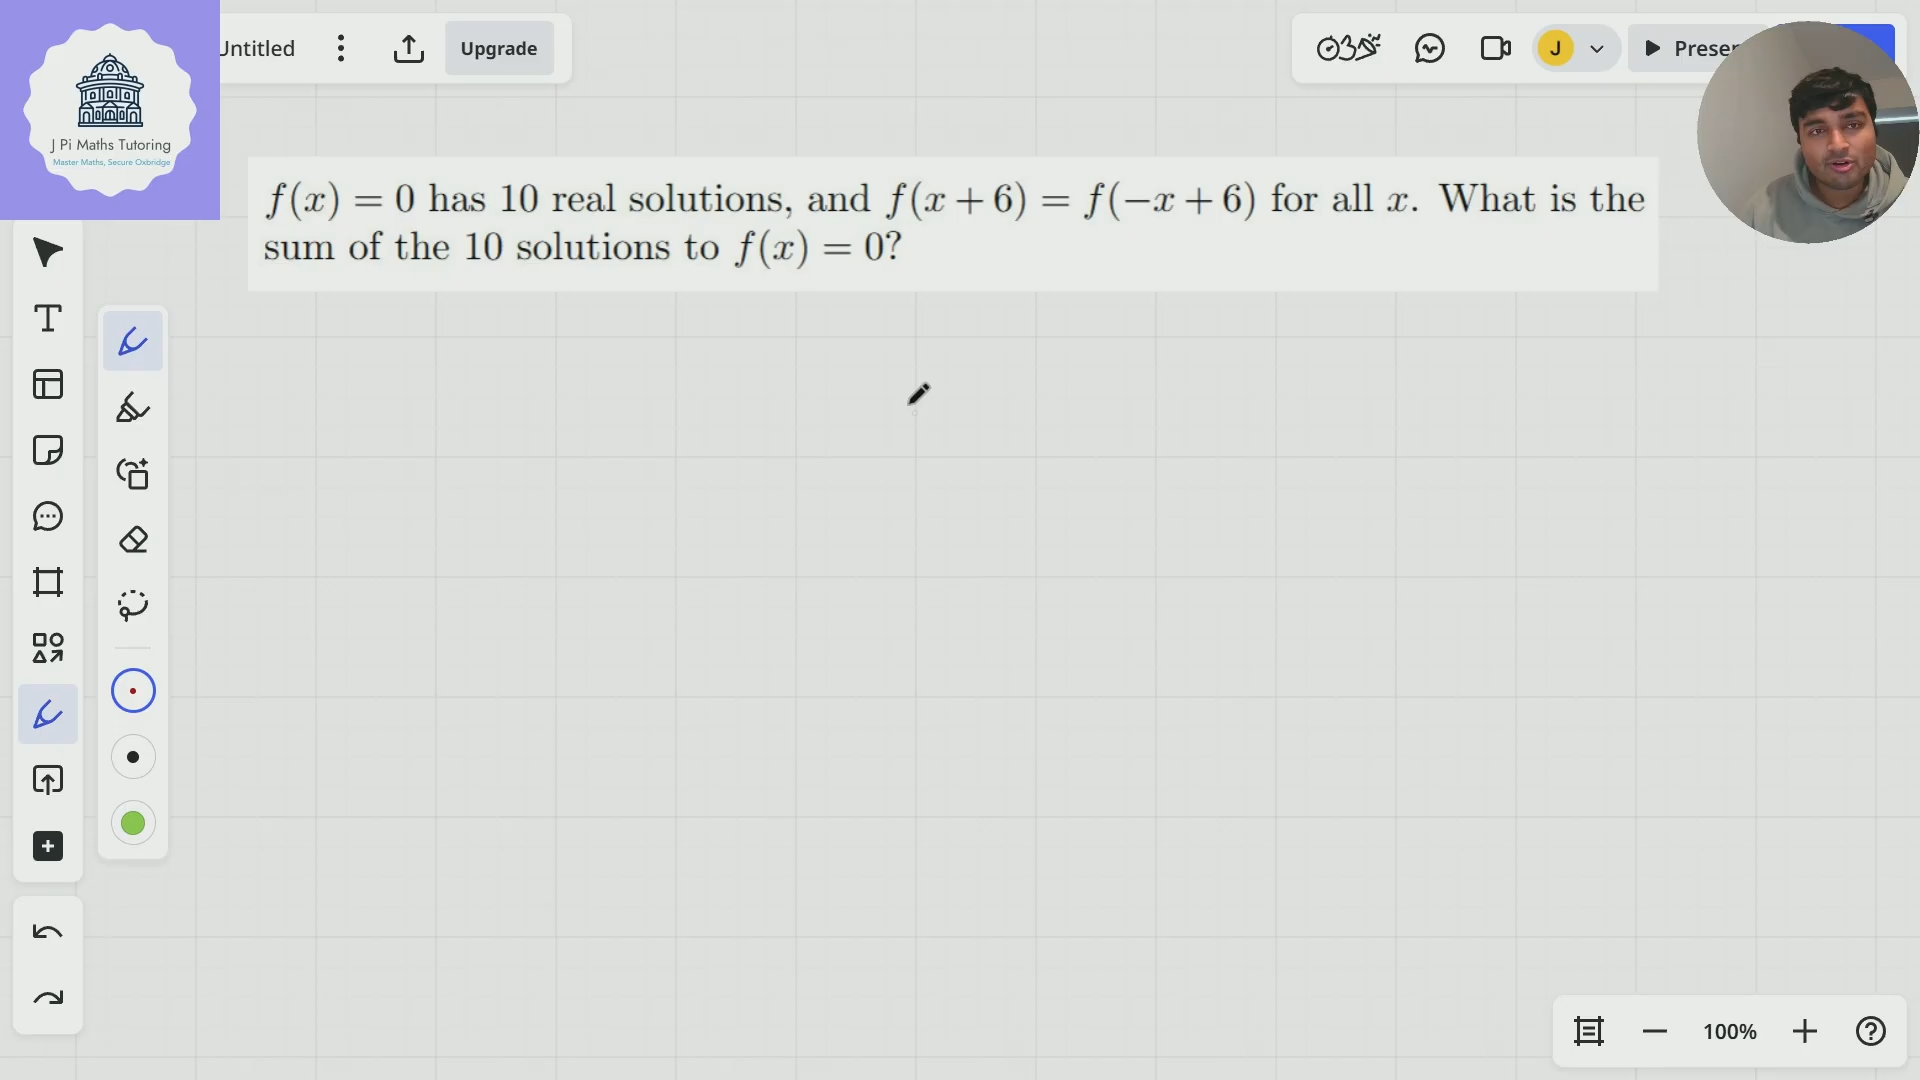 Untitled
Upgrade
J
Presen
J Pi Maths Tutoring
Master Maths, Secure Oxbridge
f(x) = 0 has 10 real solutions, and f(x + 6) = f(−x + 6) for all x. What is the
sum of the 10 solutions to f(x) = 0?
100%